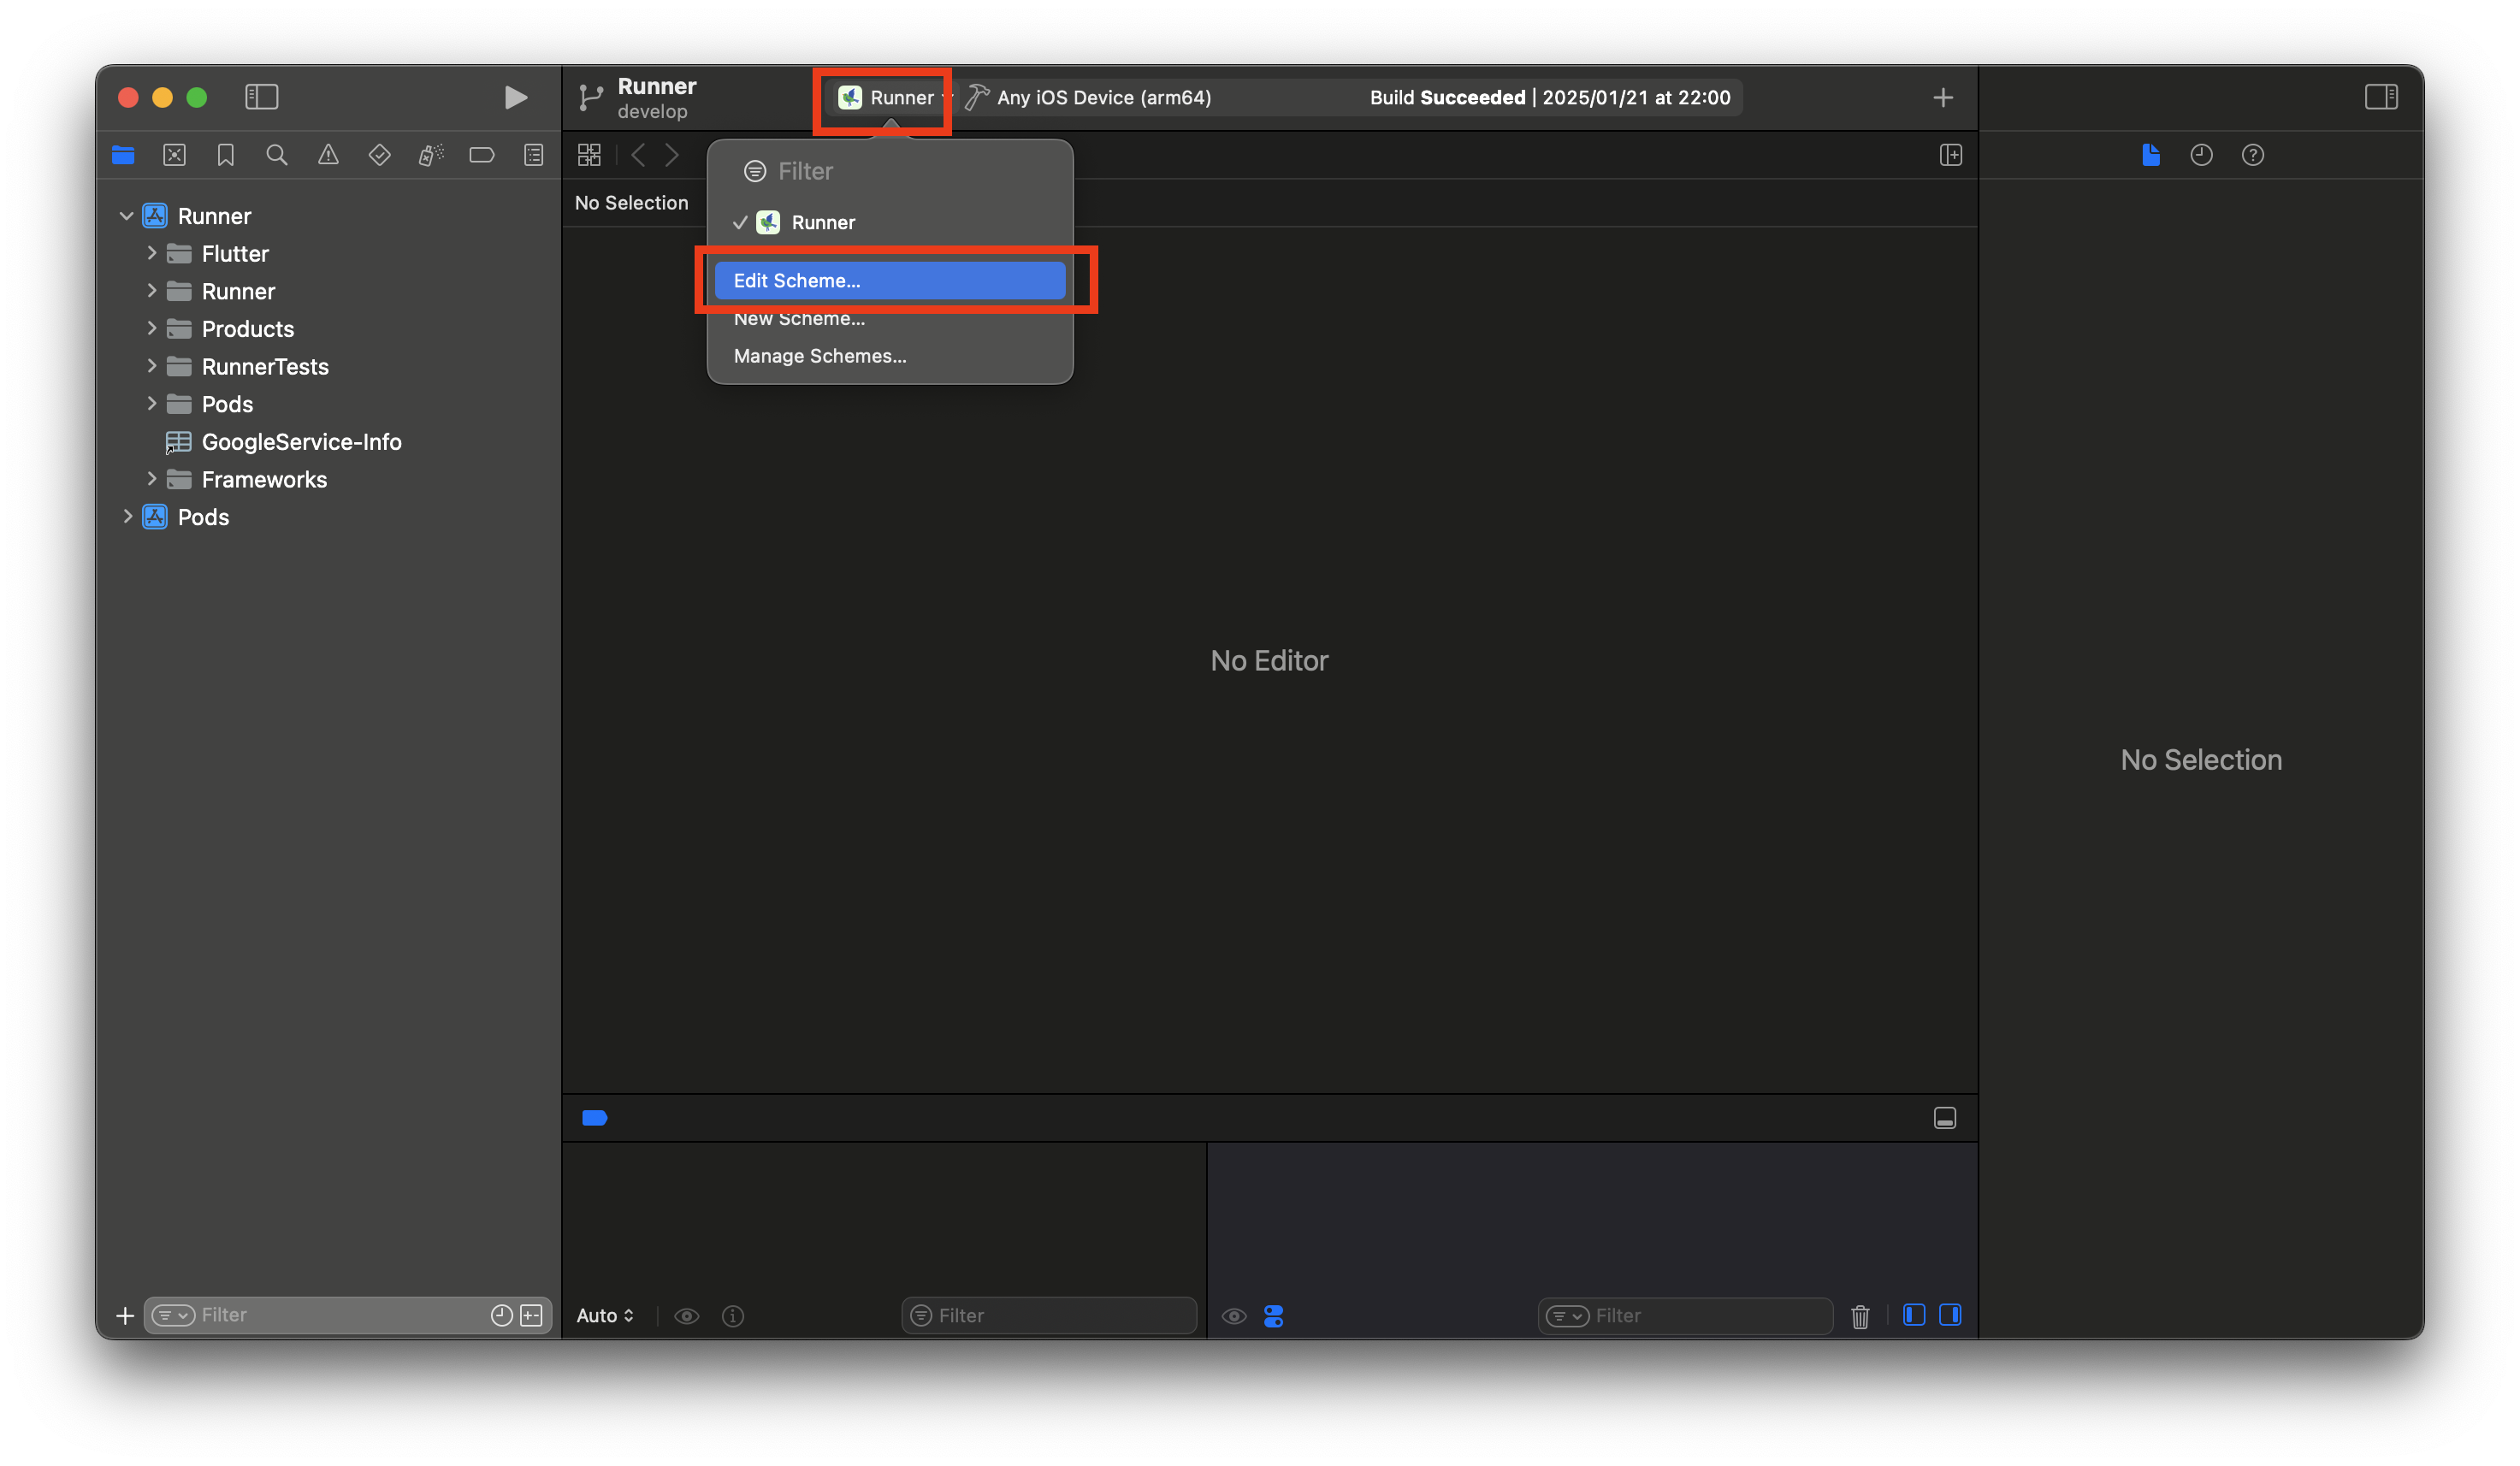 Runner
develop
Runner
Any iOS Device (arm64)
Build Succeeded | 2025/01/21 at 22:00
Filter
Runner
Edit Scheme...
New Scheme...
Manage Schemes...
No Selection
Runner
Flutter
Runner
Products
RunnerTests
Pods
GoogleService-Info
Frameworks
Pods
No Editor
No Selection
Filter
Auto
Filter
Filter